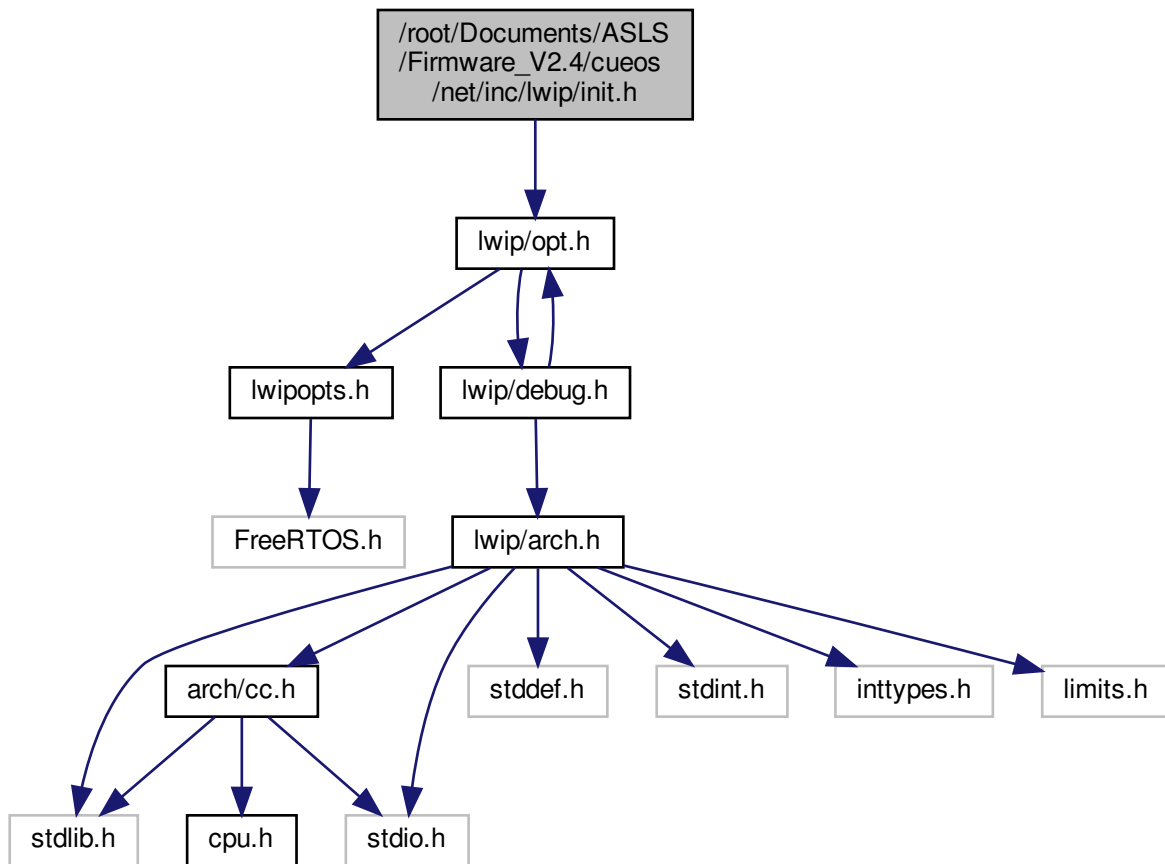 /root/Documents/ASLS
/Firmware_V2.4/cueos
/net/inc/lwip/init.h
lwip/opt.h
lwipopts.h
lwip/debug.h
FreeRTOS.h
lwip/arch.h
arch/cc.h
stddef.h
stdint.h
inttypes.h
limits.h
stdlib.h
cpu.h
stdio.h